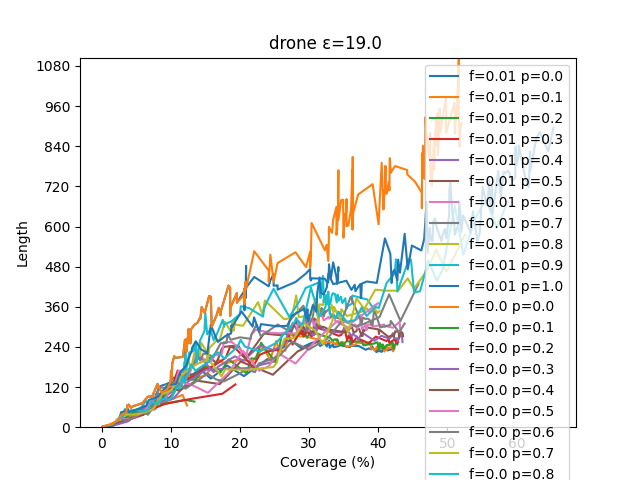 drone ε=19.0
Length
1080
960
840
720
600
480
360
240
120
0
0 10 20 30 40 50 60
Coverage (%)
f=0.01 p=0.0
f=0.01 p=0.1
f=0.01 p=0.2
f=0.01 p=0.3
f=0.01 p=0.4
f=0.01 p=0.5
f=0.01 p=0.6
f=0.01 p=0.7
f=0.01 p=0.8
f=0.01 p=0.9
f=0.01 p=1.0
f=0.0 p=0.0
f=0.0 p=0.1
f=0.0 p=0.2
f=0.0 p=0.3
f=0.0 p=0.4
f=0.0 p=0.5
f=0.0 p=0.6
f=0.0 p=0.7
f=0.0 p=0.8